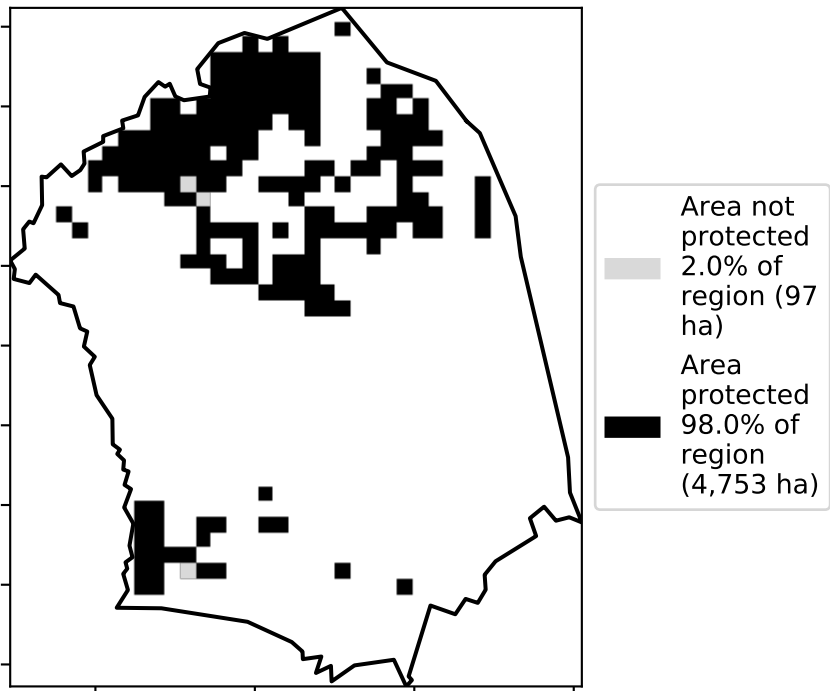 Area not
protected
2.0% of
region (97
ha)
Area
protected
98.0% of
region
(4,753 ha)